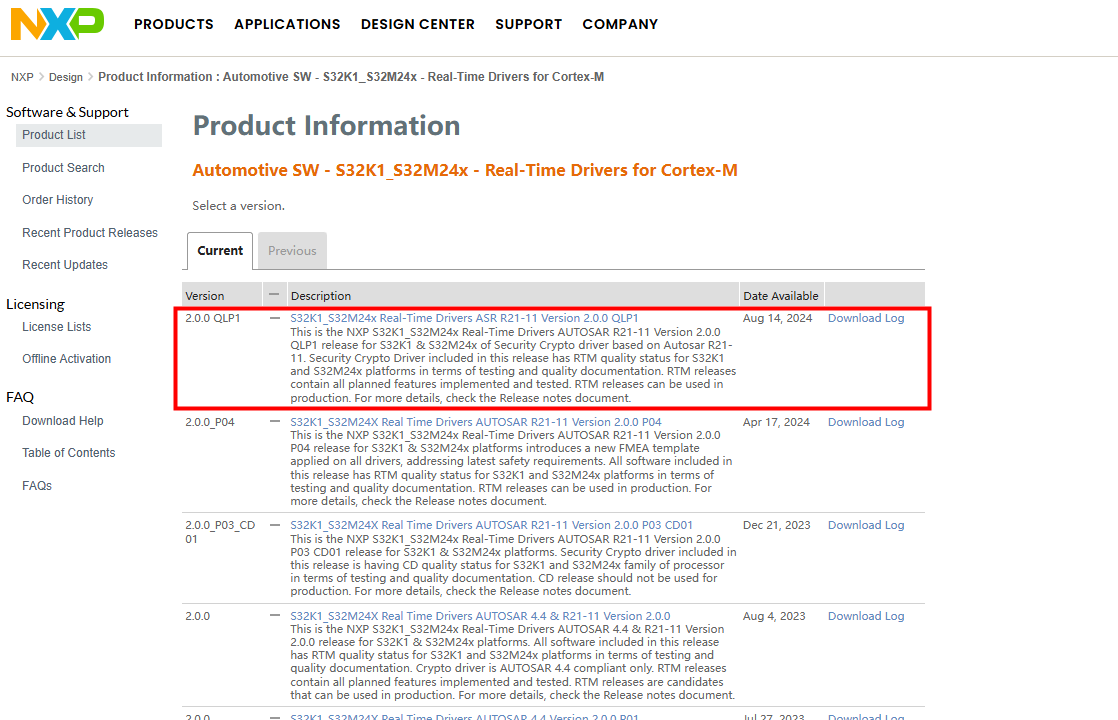 NXP
PRODUCTS APPLICATIONS DESIGN CENTER SUPPORT COMPANY
NXP > Design > Product Information : Automotive SW - S32K1_S32M24x - Real-Time Drivers for Cortex-M
Software & Support
Product List
Product Search
Order History
Recent Product Releases
Recent Updates
Licensing
License Lists
Offline Activation
FAQ
Download Help
Table of Contents
FAQs
Product Information
Automotive SW - S32K1_S32M24x - Real-Time Drivers for Cortex-M
Select a version.
Current Previous
Version — Description Date Available
2.0.0 QLP1 — S32K1_S32M24x Real-Time Drivers ASR R21-11 Version 2.0.0 QLP1 Aug 14, 2024 Download Log
This is the NXP S32K1_S32M24x Real-Time Drivers AUTOSAR R21-11 Version 2.0.0
QLP1 release for S32K1 & S32M24x of Security Crypto driver based on Autosar R21-
11. Security Crypto Driver included in this release has RTM quality status for S32K1
and S32M24x platforms in terms of testing and quality documentation. RTM releases
contain all planned features implemented and tested. RTM releases can be used in
production. For more details, check the Release notes document.
2.0.0_P04 — S32K1_S32M24X Real Time Drivers AUTOSAR R21-11 Version 2.0.0 P04 Apr 17, 2024 Download Log
This is the NXP S32K1_S32M24x Real-Time Drivers AUTOSAR R21-11 Version 2.0.0
P04 release for S32K1 & S32M24x platforms introduces a new FMEA template
applied on all drivers, addressing latest safety requirements. All software included in
this release has RTM quality status for S32K1 and S32M24x platforms in terms of
testing and quality documentation. RTM releases can be used in production. For
more details, check the Release notes document.
2.0.0_P03_CD — S32K1_S32M24X Real Time Drivers AUTOSAR R21-11 Version 2.0.0 P03 CD01 Dec 21, 2023 Download Log
01 This is the NXP S32K1_S32M24x Real-Time Drivers AUTOSAR R21-11 Version 2.0.0
P03 CD01 release for S32K1 & S32M24x platforms. Security Crypto driver included in
this release is having CD quality status for S32K1 and S32M24x family of processor
in terms of testing and quality documentation. CD release should not be used for
production. For more details, check the Release notes document.
2.0.0 — S32K1_S32M24X Real Time Drivers AUTOSAR 4.4 & R21-11 Version 2.0.0 Aug 4, 2023 Download Log
This is the NXP S32K1_S32M24x Real-Time Drivers AUTOSAR 4.4 & R21-11 Version
2.0.0 release for S32K1 & S32M24x platforms. All software included in this release
has RTM quality status for S32K1 and S32M24x platforms in terms of testing and
quality documentation. Crypto driver is AUTOSAR 4.4 compliant only. RTM releases
contain all planned features implemented and tested. RTM releases are candidates
that can be used in production. For more details, check the Release notes document.
2.0.0 — S32K1_S32M24X Real Time Drivers AUTOSAR 4.4 Version 2.0.0 P01 Jul 27, 2023 Download Log